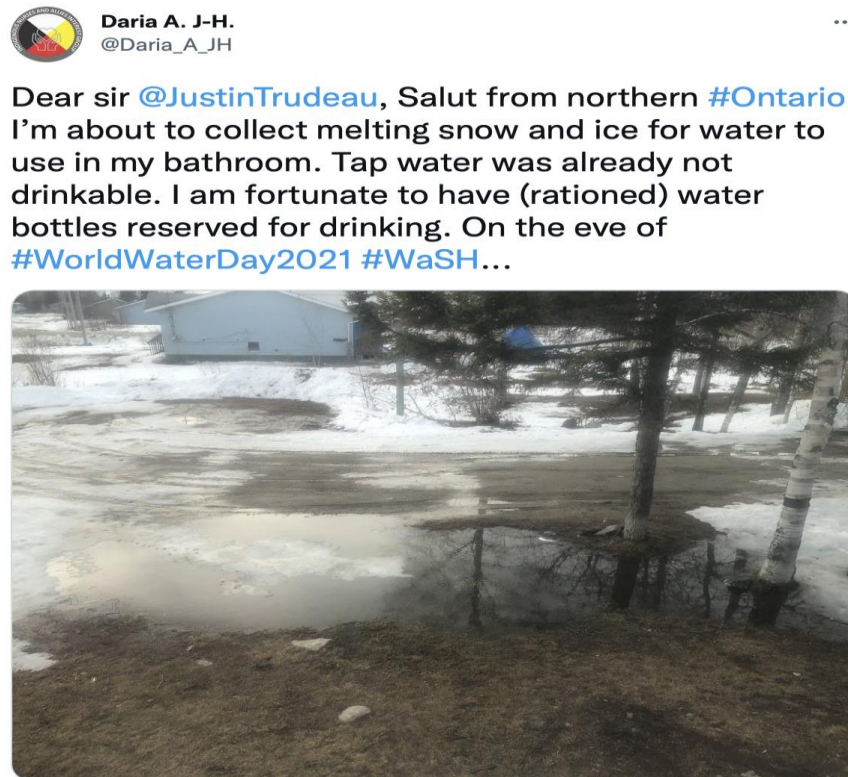 Daria A. J-H.
@Daria_A_JH
Dear sir @JustinTrudeau, Salut from northern #Ontario
I’m about to collect melting snow and ice for water to
use in my bathroom. Tap water was already not
drinkable. I am fortunate to have (rationed) water
bottles reserved for drinking. On the eve of
#WorldWaterDay2021 #WaSH...